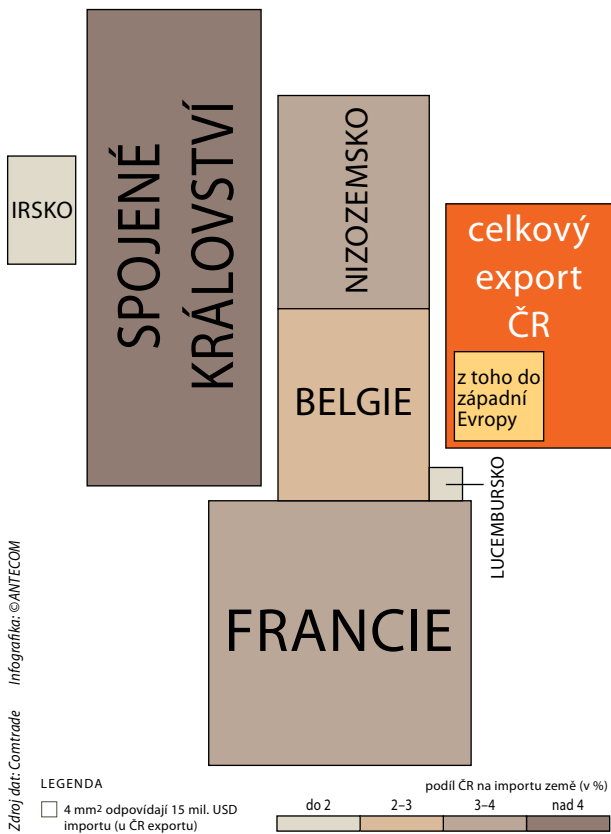 SPOJENÉ
KRÁLOVSTVÍ
IRSKO
NIZOZEMSKO
celkový
export
ČR
z toho do
západní
Evropy
BELGIE
LUCEMBURSKO
FRANCIE
Zdroj dat: Comtrade Infografika: ©ANTECOM
LEGENDA
4 mm² odpovídají 15 mil. USD
importu (u ČR exportu)
podíl ČR na importu země (v %)
do 2 2–3 3–4 nad 4